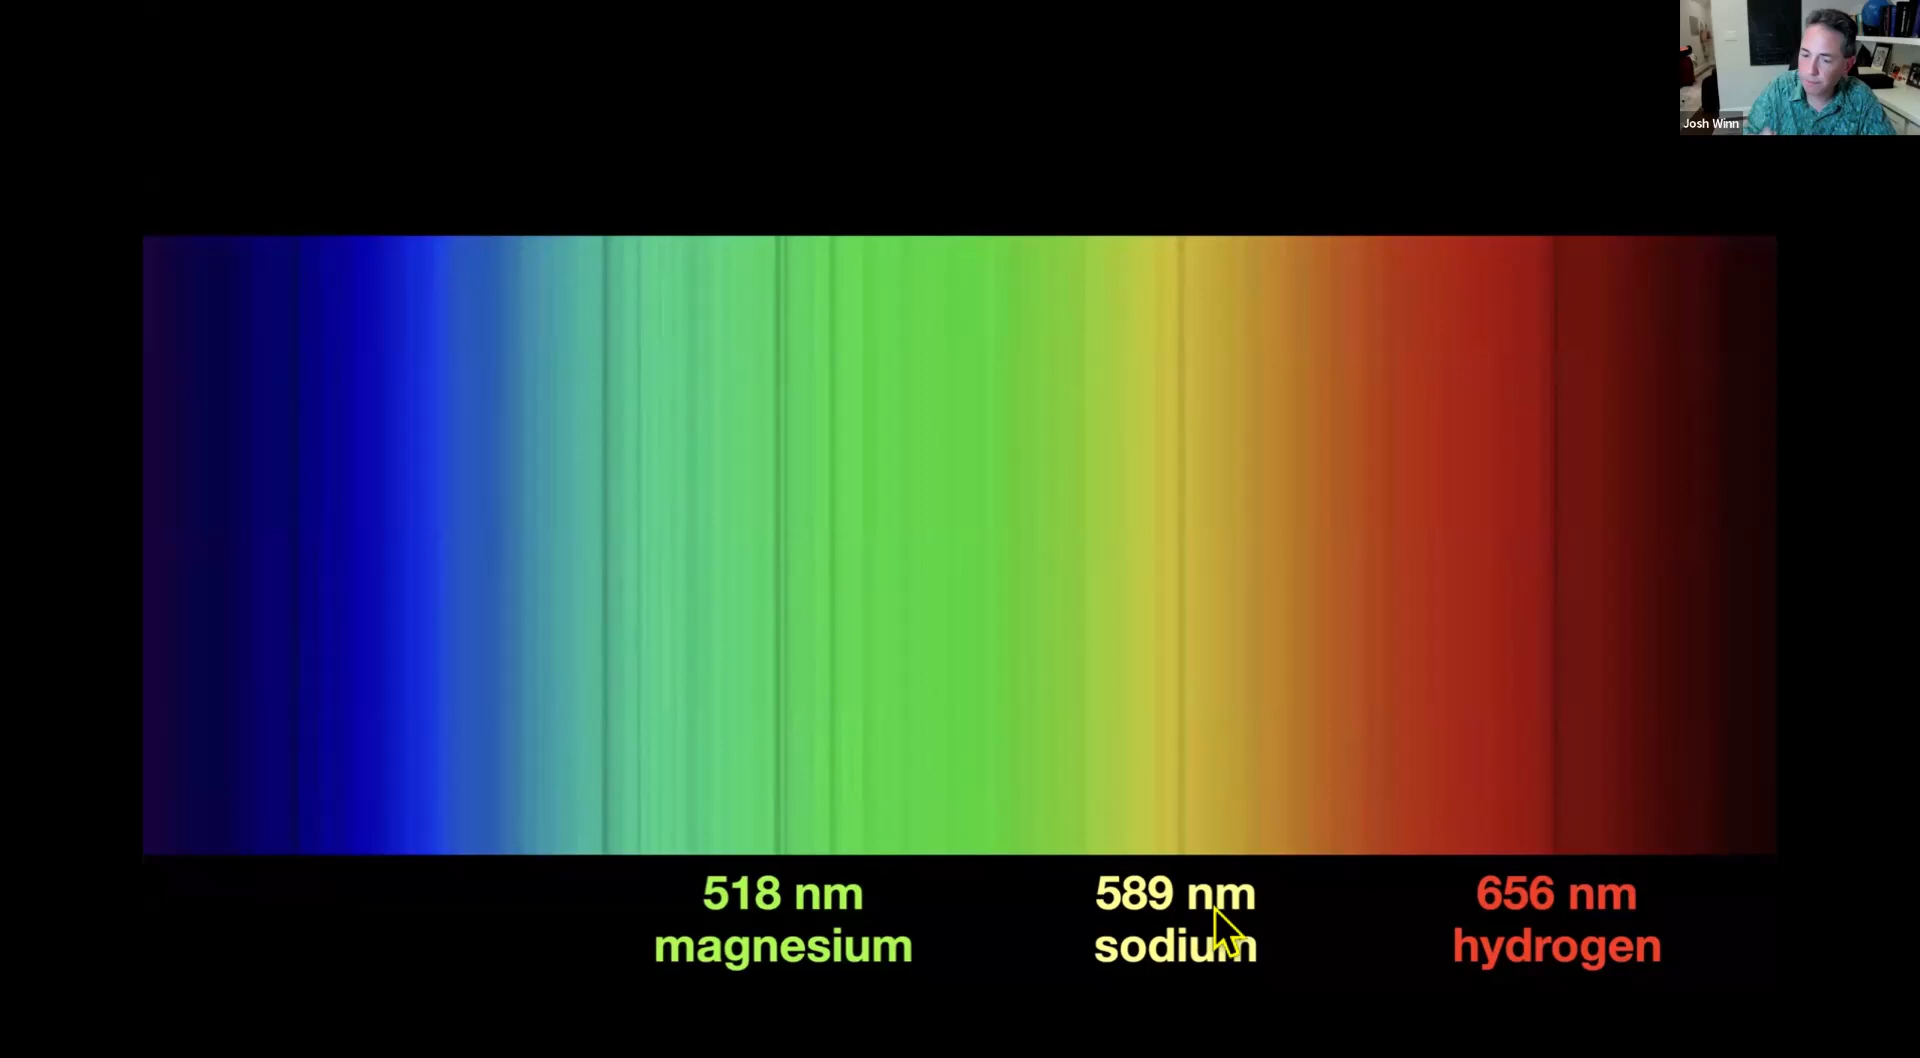 Josh Winn
518 nm
magnesium
589 nm
sodium
656 nm
hydrogen